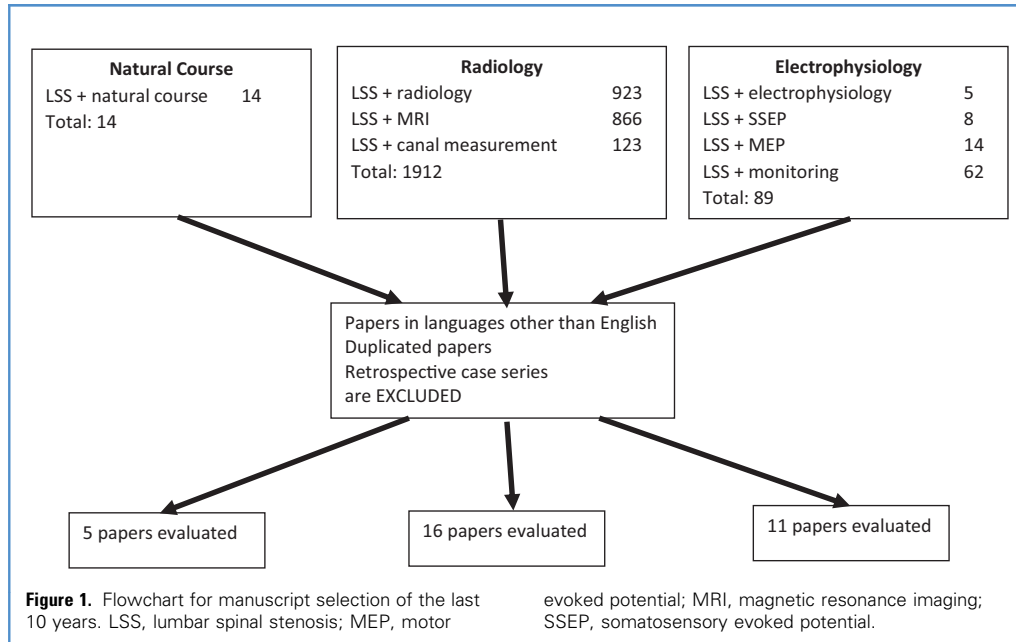 Natural Course
LSS + natural course 14
Total: 14
Radiology
LSS + radiology 923
LSS + MRI 866
LSS + canal measurement 123
Total: 1912
Electrophysiology
LSS + electrophysiology 5
LSS + SSEP 8
LSS + MEP 14
LSS + monitoring 62
Total: 89
Papers in languages other than English
Duplicated papers
Retrospective case series
are EXCLUDED
5 papers evaluated
16 papers evaluated
11 papers evaluated
Figure 1. Flowchart for manuscript selection of the last
10 years. LSS, lumbar spinal stenosis; MEP, motor
evoked potential; MRI, magnetic resonance imaging;
SSEP, somatosensory evoked potential.